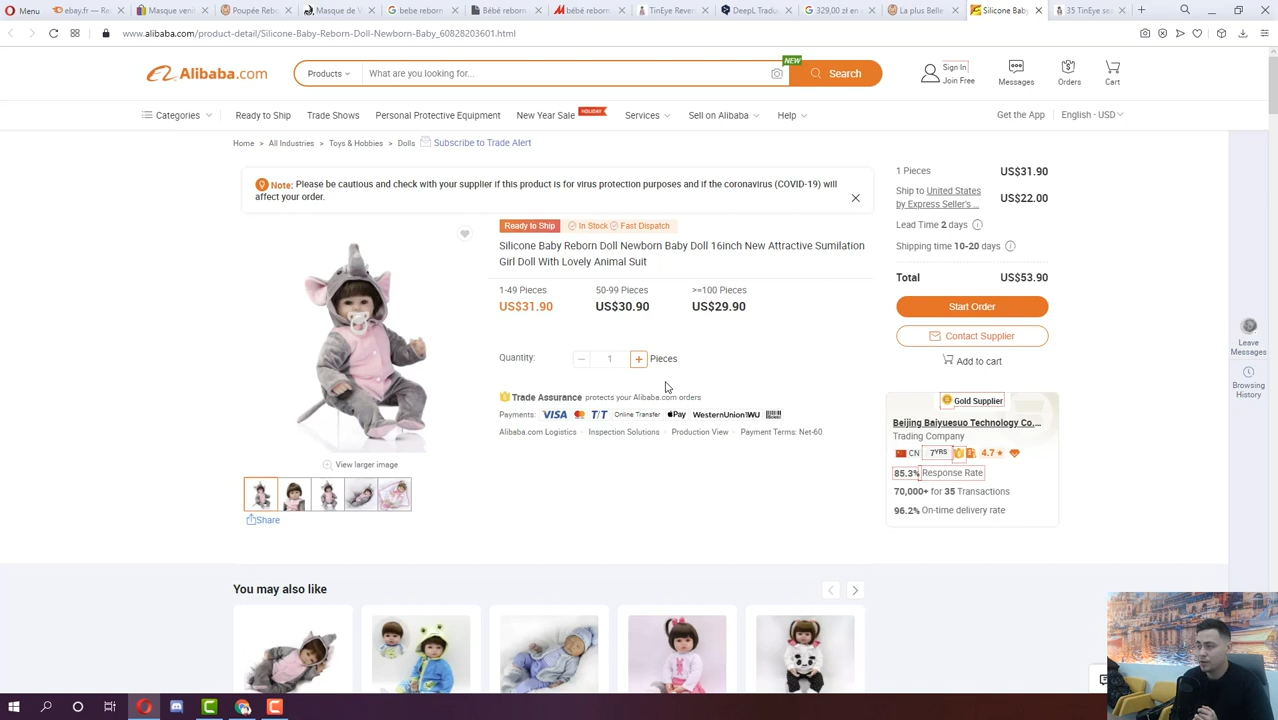 Menu
ebay.fr — Rev
Masque venit
Poupée Rebo
Masque de V
bebe reborn
Bébé reborn
bébé reborn
TinEye Rever
DeepL Tradu
329,00 zł en e
La plus Belle
Silicone Bab
35 TinEye sea
www.alibaba.com/product-detail/Silicone-Baby-Reborn-Doll-Newborn-Baby_60828203601.html
Alibaba.com
Products
What are you looking for...
NEW
Search
Sign In
Join Free
Messages
Orders
Cart
Categories
Ready to Ship
Trade Shows
Personal Protective Equipment
New Year Sale
HOLIDAY
Services
Sell on Alibaba
Help
Get the App
English - USD
Home > All Industries > Toys & Hobbies > Dolls
Subscribe to Trade Alert
Note: Please be cautious and check with your supplier if this product is for virus protection purposes and if the coronavirus (COVID-19) will
affect your order.
Ready to Ship
In Stock
Fast Dispatch
Silicone Baby Reborn Doll Newborn Baby Doll 16inch New Attractive Sumilation
Girl Doll With Lovely Animal Suit
1-49 Pieces
50-99 Pieces
>=100 Pieces
US$31.90
US$30.90
US$29.90
Quantity:
1
Pieces
Trade Assurance protects your Alibaba.com orders
Payments: VISA T/T Online Transfer Pay WesternUnion WU
Alibaba.com Logistics · Inspection Solutions · Production View · Payment Terms: Net-60
View larger image
Share
1 Pieces
US$31.90
Ship to United States
by Express Seller's ...
US$22.00
Lead Time 2 days
Shipping time 10-20 days
Total
US$53.90
Start Order
Contact Supplier
Add to cart
Gold Supplier
Beijing Baiyuesuo Technology Co,...
Trading Company
CN 7YRS 4.7
85.3% Response Rate
70,000+ for 35 Transactions
96.2% On-time delivery rate
Leave
Messages
Browsing
History
You may also like